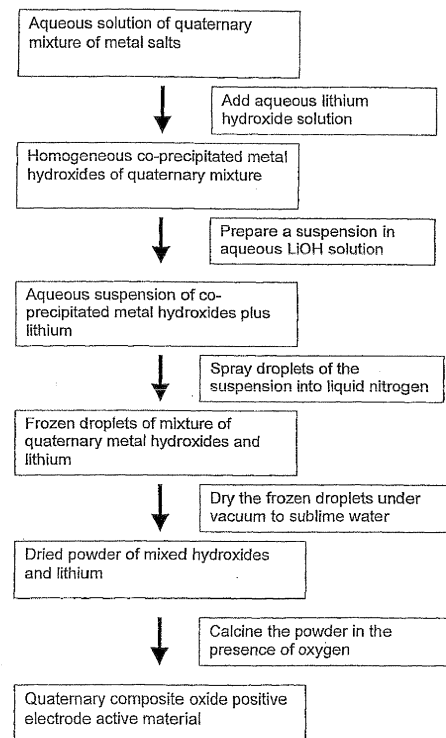 Aqueous solution of quaternary
mixture of metal salts
Add aqueous lithium
hydroxide solution
Homogeneous co-precipitated metal
hydroxides of quaternary mixture
Prepare a suspension in
aqueous LiOH solution
Aqueous suspension of co-
precipitated metal hydroxides plus
lithium
Spray droplets of the
suspension into liquid nitrogen
Frozen droplets of mixture of
quaternary metal hydroxides and
lithium
Dry the frozen droplets under
vacuum to sublime water
Dried powder of mixed hydroxides
and lithium
Calcine the powder in the
presence of oxygen
Quaternary composite oxide positive
electrode active material